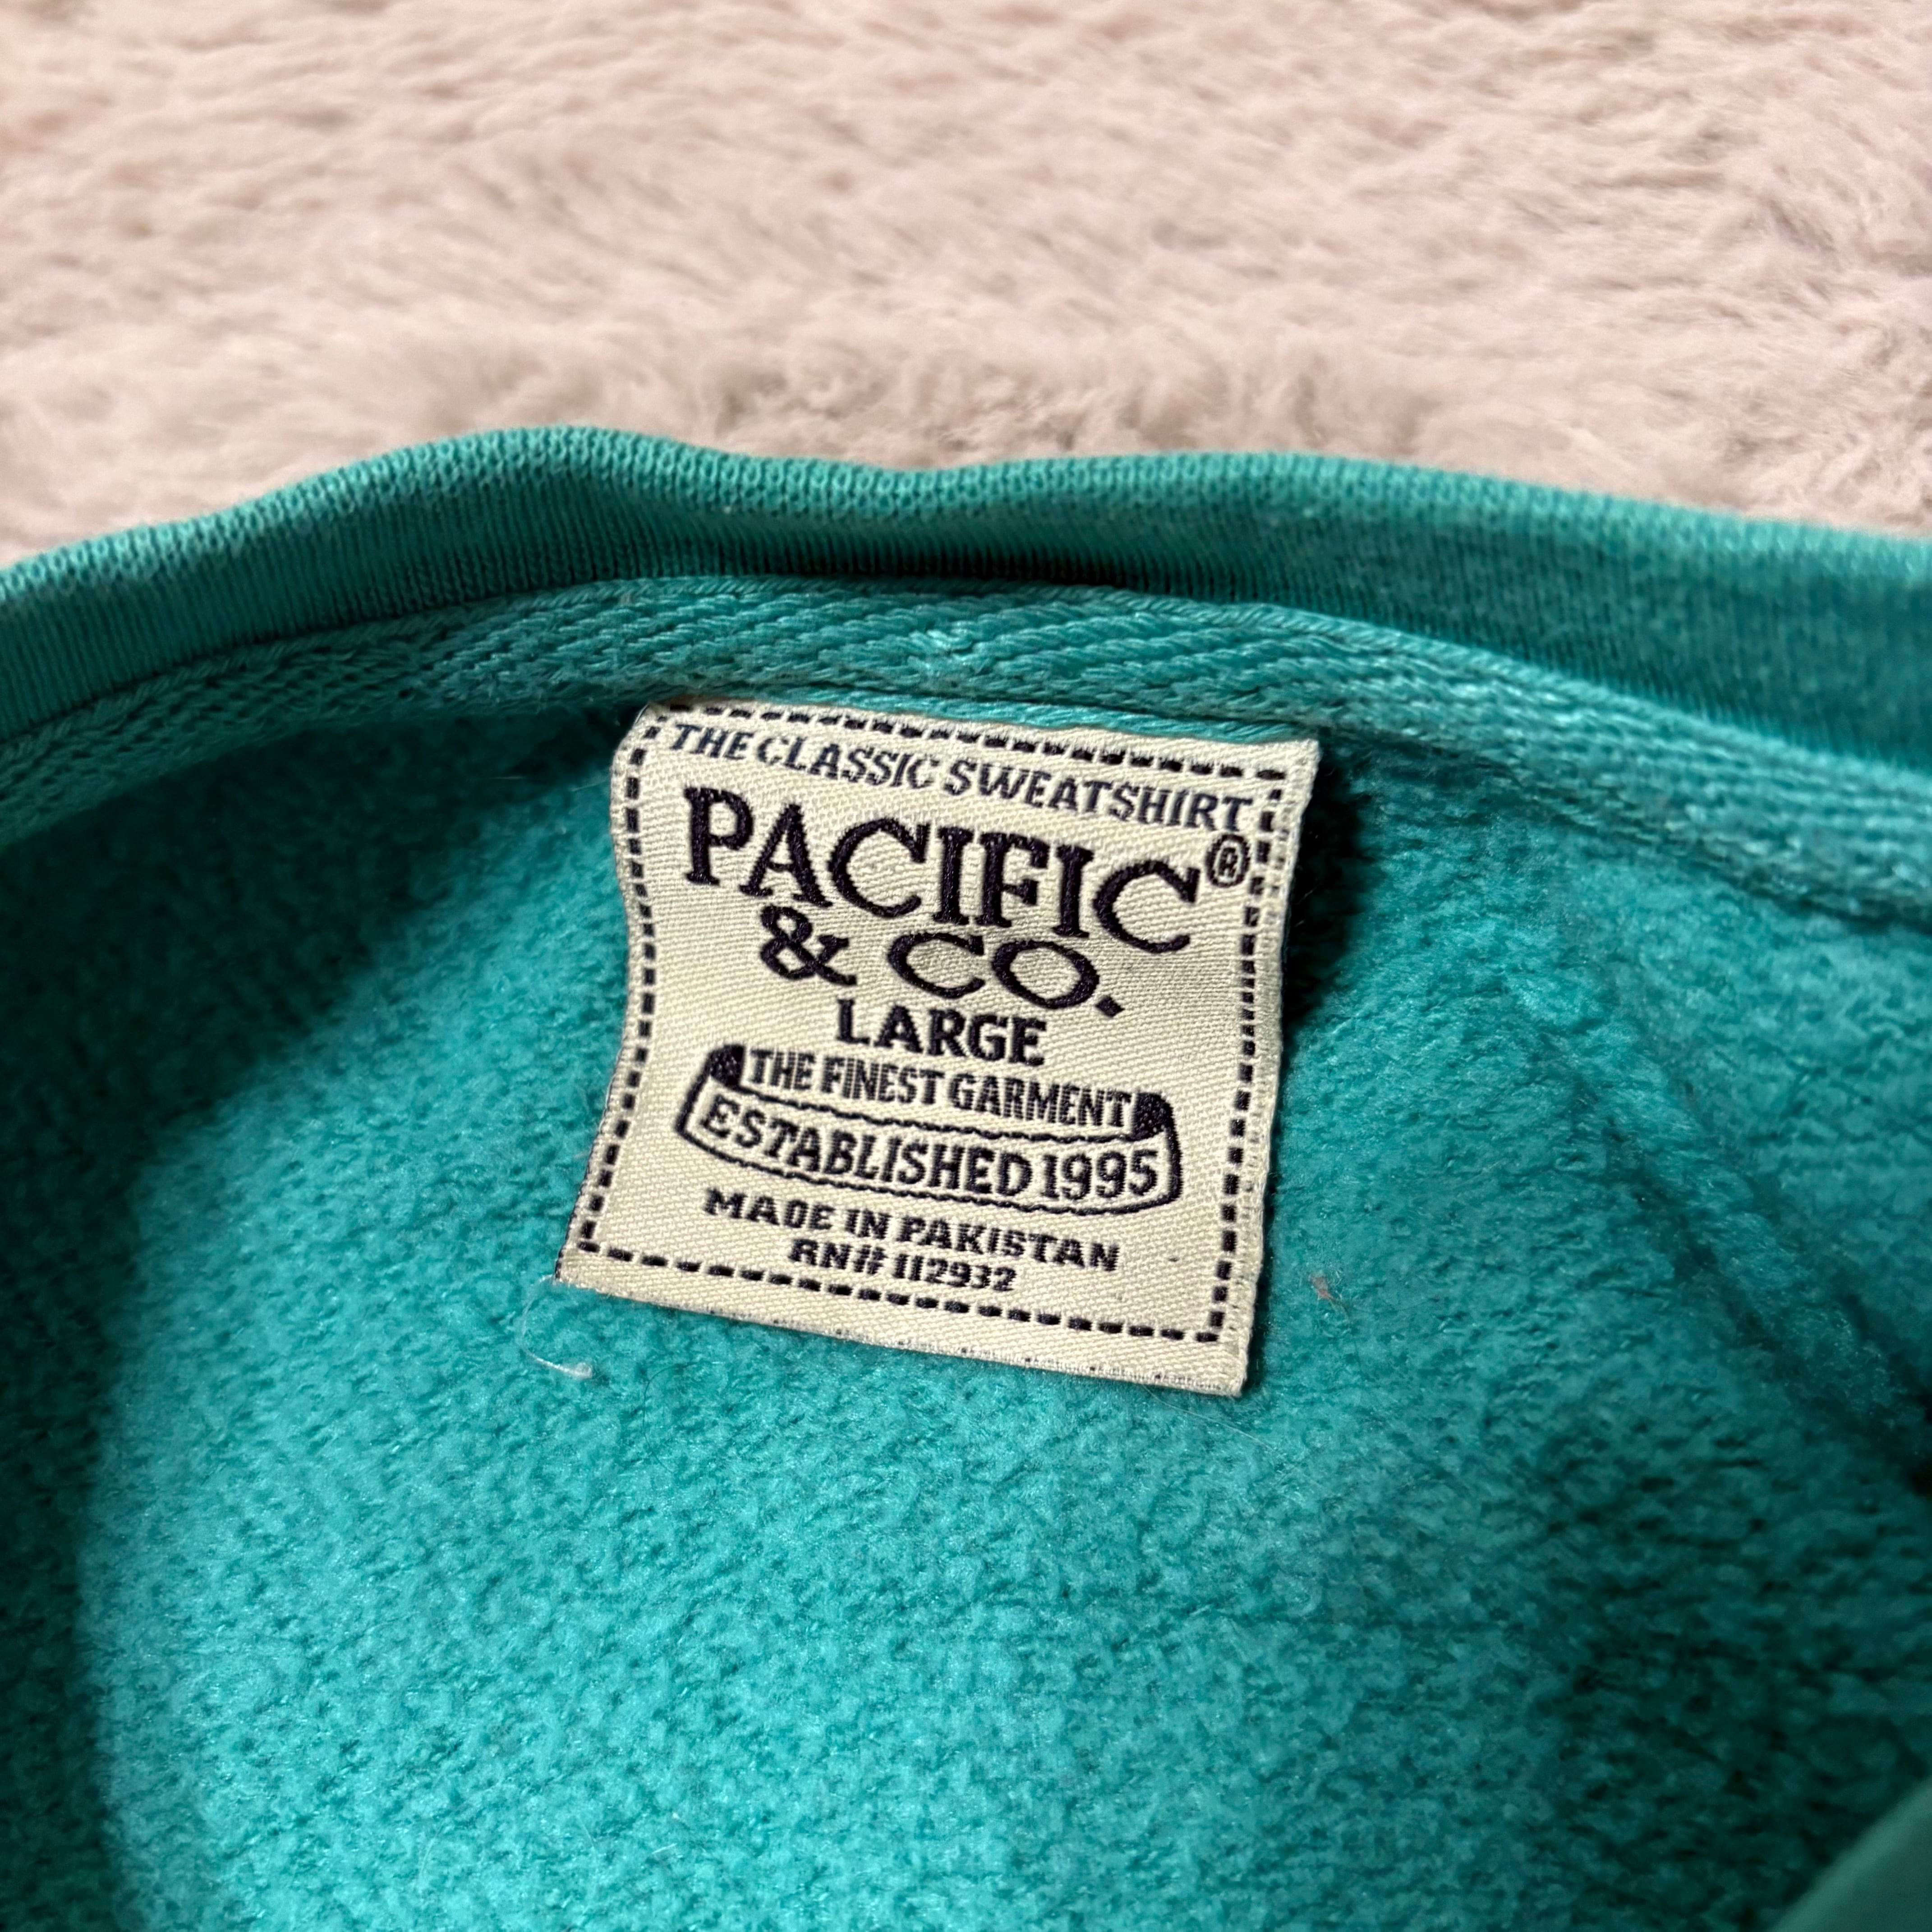 THE CLASSIC SWEATSHIRT
PACIFIC®
& CO.
LARGE
THE FINEST GARMENT
ESTABLISHED 1995
MADE IN PAKISTAN
RN# 112932